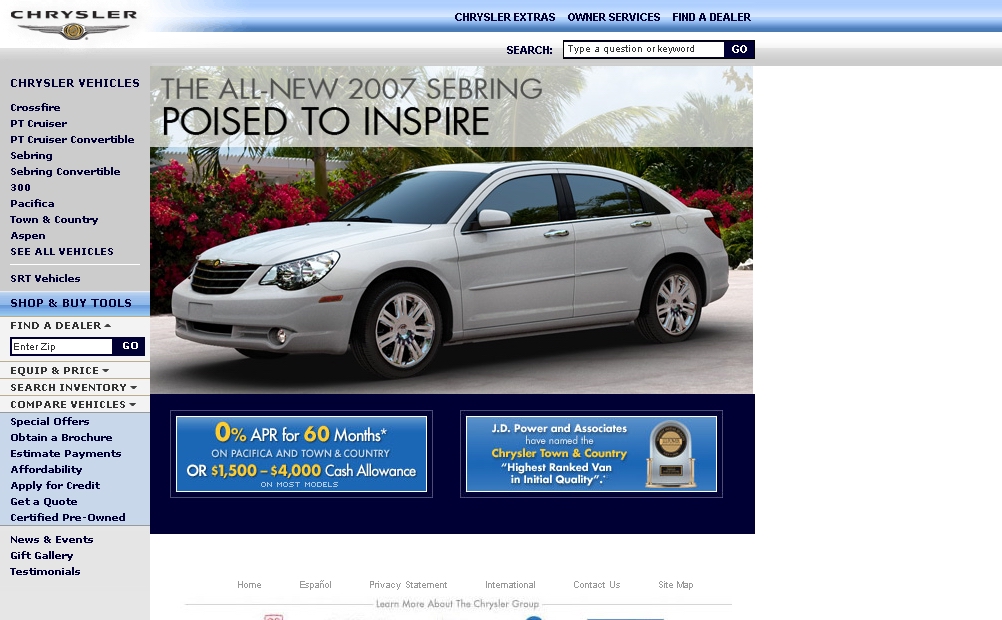 CHRYSLER
CHRYSLER EXTRAS OWNER SERVICES FIND A DEALER
SEARCH: Type a question or keyword GO
CHRYSLER VEHICLES
Crossfire
PT Cruiser
PT Cruiser Convertible
Sebring
Sebring Convertible
300
Pacifica
Town & Country
Aspen
SEE ALL VEHICLES
SRT Vehicles
SHOP & BUY TOOLS
FIND A DEALER
Enter Zip GO
EQUIP & PRICE
SEARCH INVENTORY
COMPARE VEHICLES
Special Offers
Obtain a Brochure
Estimate Payments
Affordability
Apply for Credit
Get a Quote
Certified Pre-Owned
News & Events
Gift Gallery
Testimonials
THE ALL-NEW 2007 SEBRING
POISED TO INSPIRE
0% APR for 60 Months*
ON PACIFICA AND TOWN & COUNTRY
OR $1,500 – $4,000 Cash Allowance
ON MOST MODELS
J.D. Power and Associates
have named the
Chrysler Town & Country
“Highest Ranked Van
in Initial Quality”.*
Home Español Privacy Statement International Contact Us Site Map
Learn More About The Chrysler Group